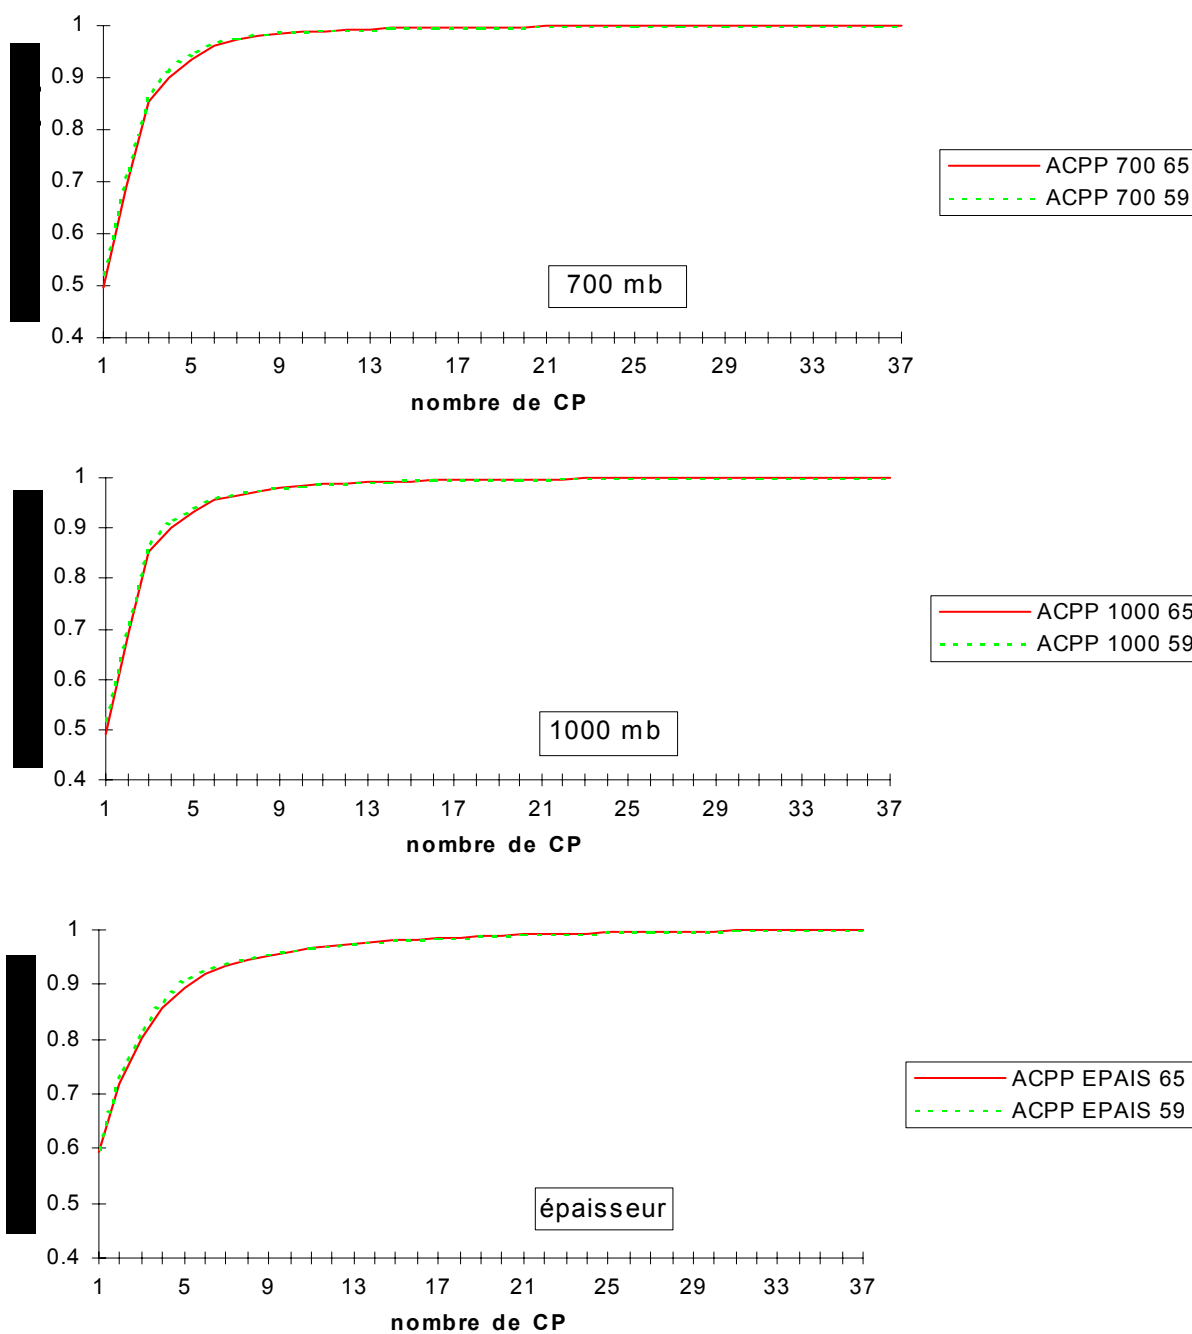 1
0.9
0.8
0.7
0.6
0.5
0.4
1 5 9 13 17 21 25 29 33 37
nombre de CP
700 mb
ACPP 700 65
ACPP 700 59
1
0.9
0.8
0.7
0.6
0.5
0.4
1 5 9 13 17 21 25 29 33 37
nombre de CP
1000 mb
ACPP 1000 65
ACPP 1000 59
1
0.9
0.8
0.7
0.6
0.5
0.4
1 5 9 13 17 21 25 29 33 37
nombre de CP
épaisseur
ACPP EPAIS 65
ACPP EPAIS 59